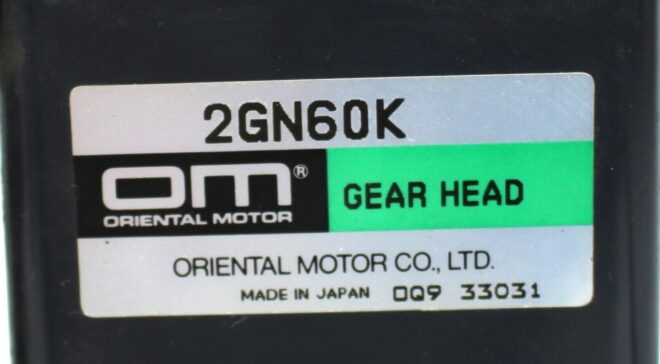 2GN60K
OM®
ORIENTAL MOTOR
GEAR HEAD
ORIENTAL MOTOR CO., LTD.
MADE IN JAPAN 0Q9 33031